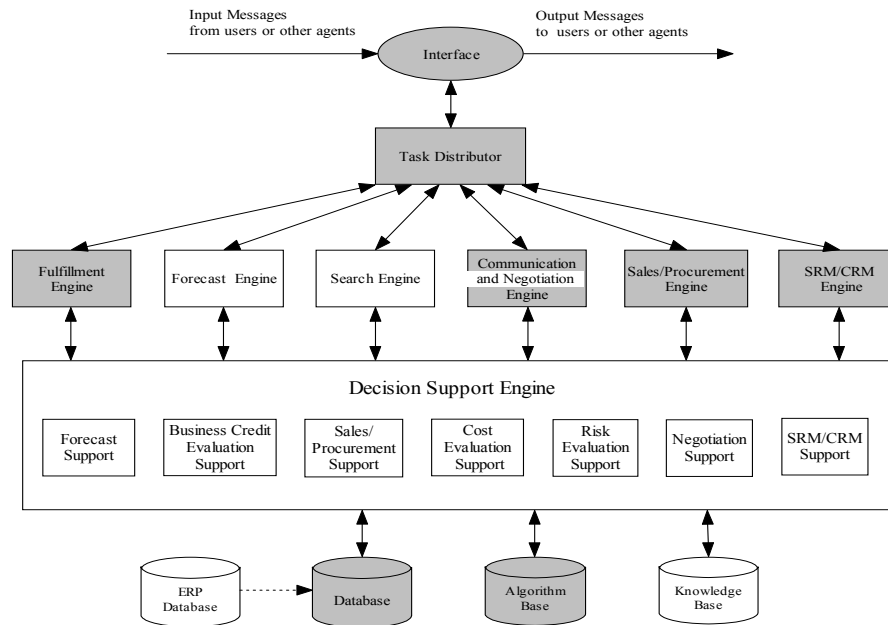 Input Messages
from users or other agents
Output Messages
to users or other agents
Interface
Task Distributor
Fulfillment
Engine
Forecast Engine
Search Engine
Communication
and Negotiation
Engine
Sales/Procurement
Engine
SRM/CRM
Engine
Decision Support Engine
Forecast
Support
Business Credit
Evaluation
Support
Sales/
Procurement
Support
Cost
Evaluation
Support
Risk
Evaluation
Support
Negotiation
Support
SRM/CRM
Support
ERP
Database
Database
Algorithm
Base
Knowledge
Base